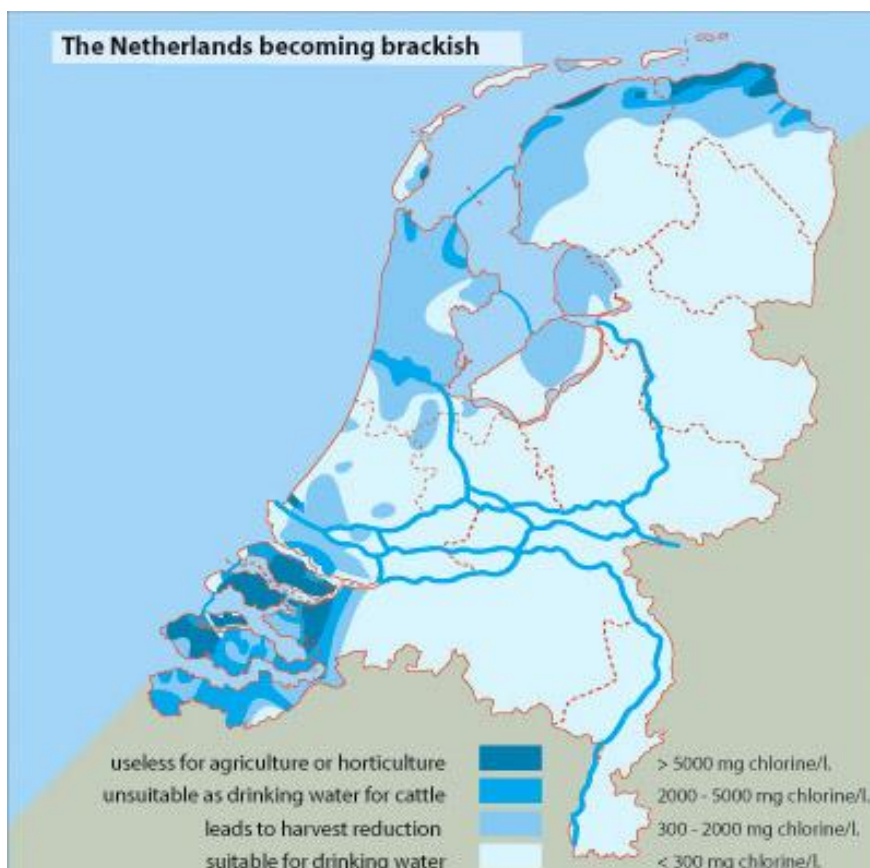 The Netherlands becoming brackish
useless for agriculture or horticulture > 5000 mg chlorine/l.
unsuitable as drinking water for cattle 2000 - 5000 mg chlorine/l.
leads to harvest reduction 300 - 2000 mg chlorine/l.
suitable for drinking water < 300 mg chlorine/l.